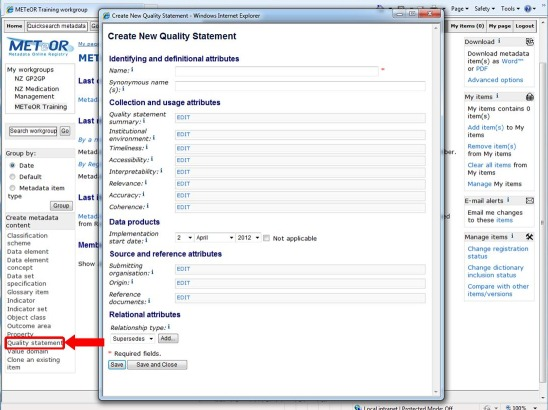 METeOR Training workgroup
Page
Safety
Tools
Home
Quicksearch metadata
Go
My items (0)
My page
Logout
METeOR
Metadata Online Registry
My workgroups
NZ GP2GP
NZ Medication
Management
METeOR Training
Search workgroup
Go
Group by:
Date
Default
Metadata item
type
Group
Create metadata
content
Classification
scheme
Data element
Data element
concept
Data set
specification
Glossary item
Indicator
Indicator set
Object class
Outcome area
Property
Quality statement
Value domain
Clone an existing
item
Create New Quality Statement - Windows Internet Explorer
Create New Quality Statement
Identifying and definitional attributes
Name: i
*
Synonymous name
(s): i
Collection and usage attributes
Quality statement
summary: i
EDIT
Institutional
environment: i
EDIT
Timeliness: i
EDIT
Accessibility: i
EDIT
Interpretability: i
EDIT
Relevance: i
EDIT
Accuracy: i
EDIT
Coherence: i
EDIT
Data products
Implementation
start date: i
2 April 2012 Not applicable
Source and reference attributes
Submitting
organisation: i
EDIT
Origin: i
EDIT
Reference
documents: i
EDIT
Relational attributes
Relationship type: i
Supersedes Add...
* Required fields.
Save Save and Close
Download i
Download metadata
item(s) as Word™
or PDF
Advanced options
My items i
My items contains 0
item(s)
Add item(s) to My
items
Remove item(s)
from My items
Clear all items from
My items
Manage My items
E-mail alerts i
Email me changes
to these items
Manage items i
Change registration
status
Change dictionary
inclusion status
Compare with other
items/versions
Local intranet | Protected Mode: Off
100%